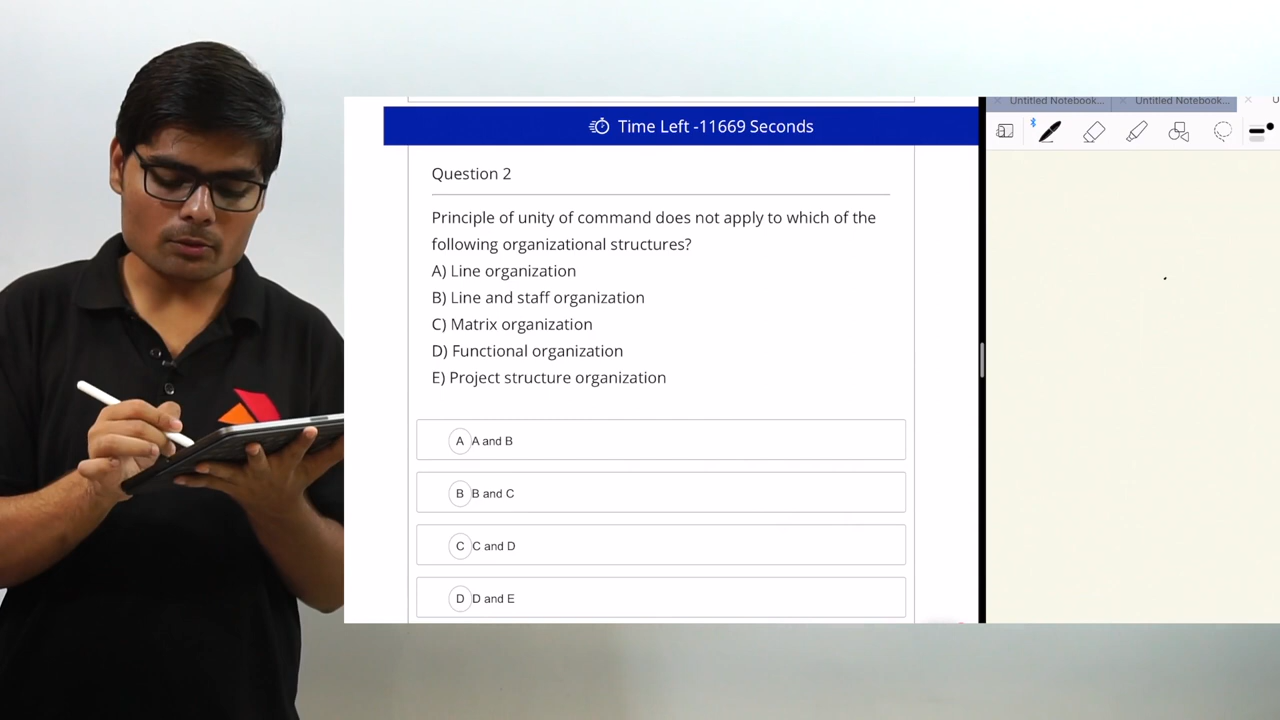 Untitled Notebook...
Untitled Notebook...
Time Left -11669 Seconds
Question 2
Principle of unity of command does not apply to which of the
following organizational structures?
A) Line organization
B) Line and staff organization
C) Matrix organization
D) Functional organization
E) Project structure organization
A A and B
B B and C
C C and D
D D and E